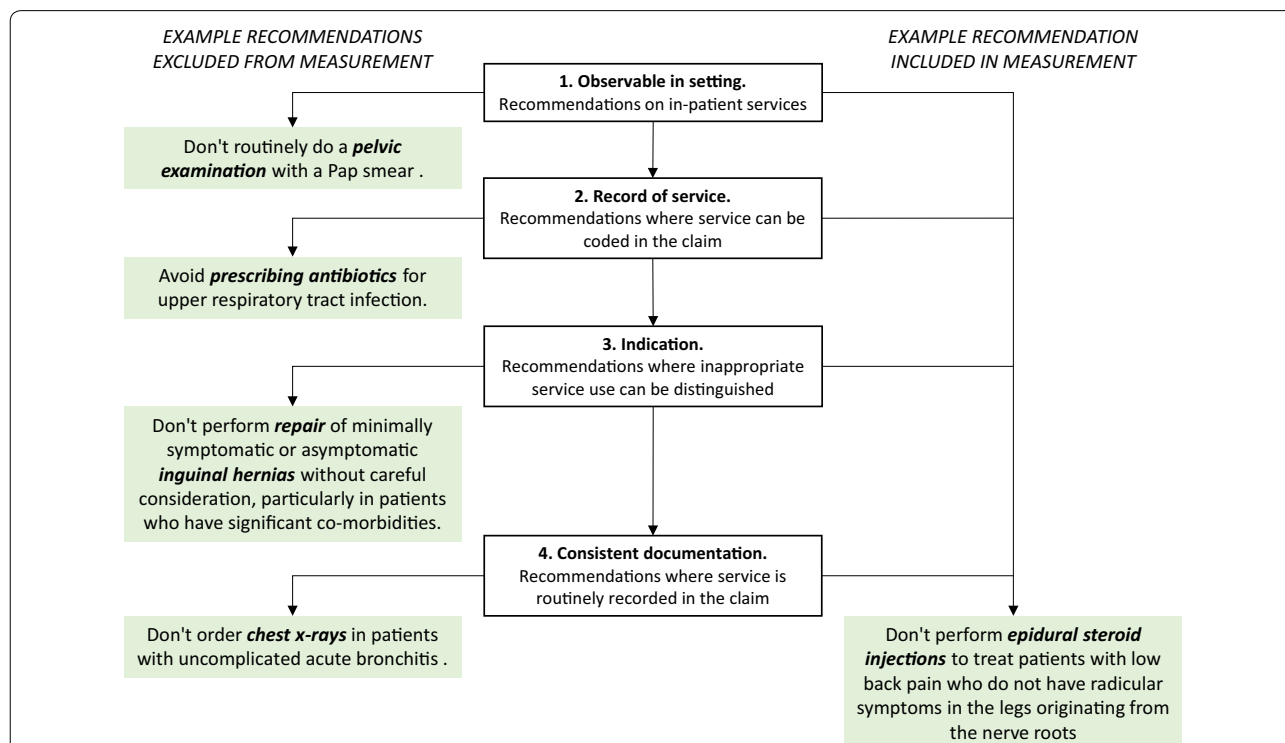 EXAMPLE RECOMMENDATIONS
EXCLUDED FROM MEASUREMENT
EXAMPLE RECOMMENDATION
INCLUDED IN MEASUREMENT
1. Observable in setting.
Recommendations on in-patient services
Don't routinely do a pelvic
examination with a Pap smear .
2. Record of service.
Recommendations where service can be
coded in the claim
Avoid prescribing antibiotics for
upper respiratory tract infection.
3. Indication.
Recommendations where inappropriate
service use can be distinguished
Don't perform repair of minimally
symptomatic or asymptomatic
inguinal hernias without careful
consideration, particularly in patients
who have significant co-morbidities.
4. Consistent documentation.
Recommendations where service is
routinely recorded in the claim
Don't order chest x-rays in patients
with uncomplicated acute bronchitis .
Don't perform epidural steroid
injections to treat patients with low
back pain who do not have radicular
symptoms in the legs originating from
the nerve roots